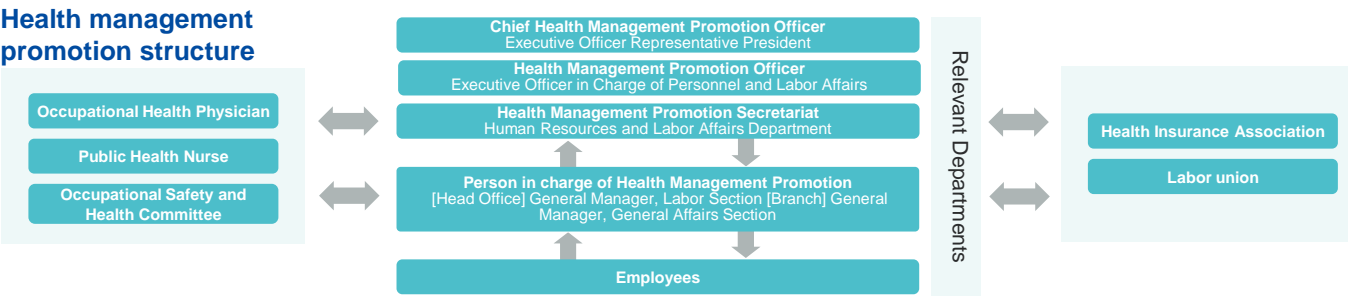 Health management
promotion structure
Occupational Health Physician
Public Health Nurse
Occupational Safety and
Health Committee
Chief Health Management Promotion Officer
Executive Officer Representative President
Health Management Promotion Officer
Executive Officer in Charge of Personnel and Labor Affairs
Health Management Promotion Secretariat
Human Resources and Labor Affairs Department
Person in charge of Health Management Promotion
[Head Office] General Manager, Labor Section [Branch] General
Manager, General Affairs Section
Employees
Relevant Departments
Health Insurance Association
Labor union